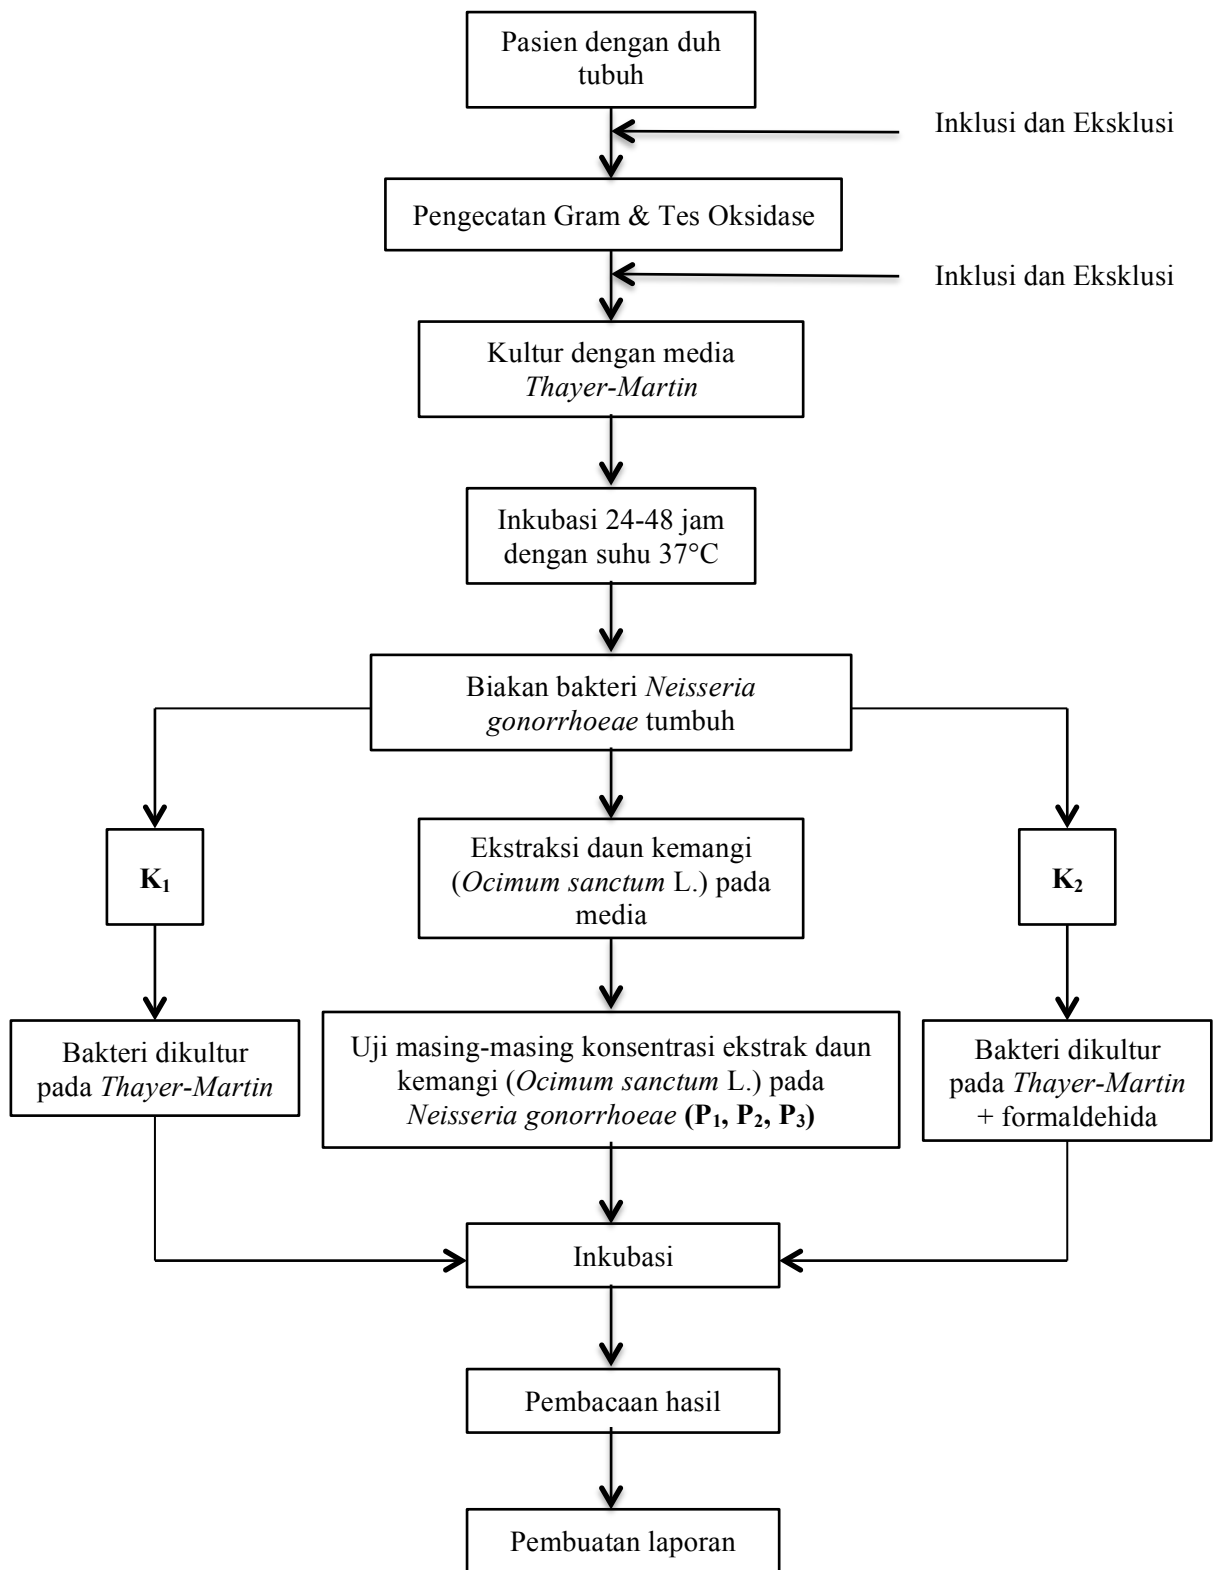 Pasien dengan duh
tubuh
Inklusi dan Eksklusi
Pengecatan Gram & Tes Oksidase
Inklusi dan Eksklusi
Kultur dengan media
Thayer-Martin
Inkubasi 24-48 jam
dengan suhu 37°C
Biakan bakteri Neisseria
gonorrhoeae tumbuh
K₁
Ekstraksi daun kemangi
(Ocimum sanctum L.) pada
media
K₂
Bakteri dikultur
pada Thayer-Martin
Uji masing-masing konsentrasi ekstrak daun
kemangi (Ocimum sanctum L.) pada
Neisseria gonorrhoeae (P₁, P₂, P₃)
Bakteri dikultur
pada Thayer-Martin
+ formaldehida
Inkubasi
Pembacaan hasil
Pembuatan laporan